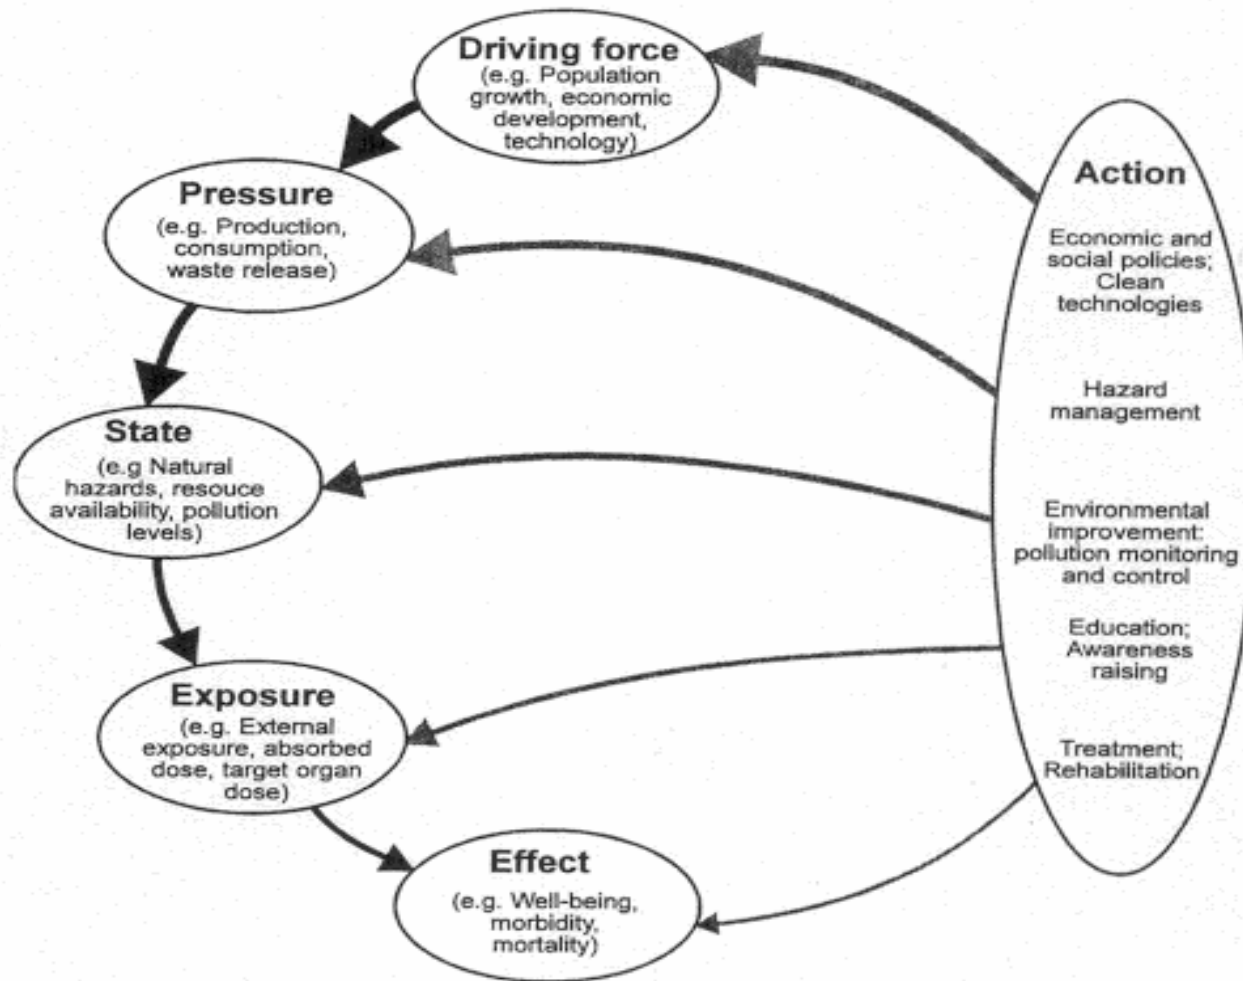 Driving force
(e.g. Population
growth, economic
development,
technology)
Pressure
(e.g. Production,
consumption,
waste release)
State
(e.g Natural
hazards, resouce
availability, pollution
levels)
Exposure
(e.g. External
exposure, absorbed
dose, target organ
dose)
Effect
(e.g. Well-being,
morbidity,
mortality)
Action
Economic and
social policies;
Clean
technologies
Hazard
management
Environmental
improvement:
pollution monitoring
and control
Education;
Awareness
raising
Treatment;
Rehabilitation